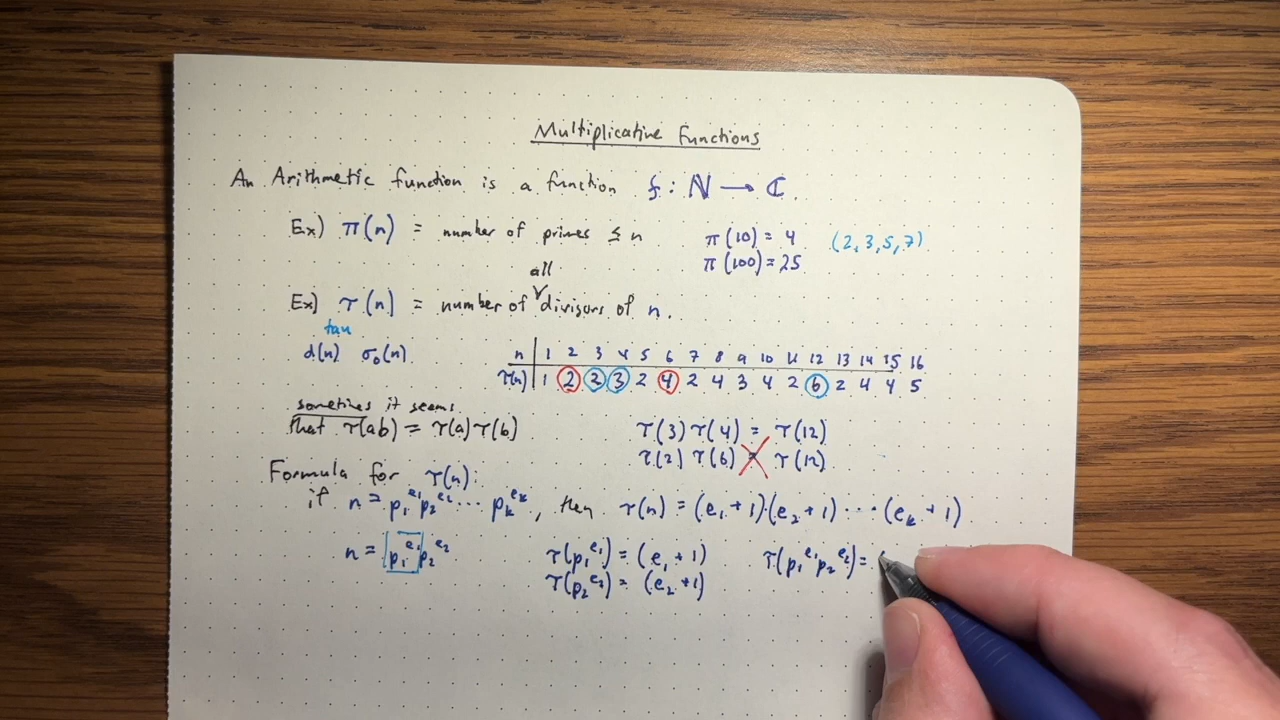 Multiplicative Functions
An Arithmetic function is a function f : ℕ → ℂ.
Ex) π(n) = number of primes ≤ n π(10) = 4 (2,3,5,7)
π(100) = 25
all
Ex) τ(n) = number of divisors of n.
tau
d(n) σ₀(n)
n 1 2 3 4 5 6 7 8 9 10 11 12 13 14 15 16
τ(n) 1 2 2 3 2 4 2 4 3 4 2 6 2 4 4 5
sometimes it seems
that τ(ab) = τ(a)τ(b) τ(3)τ(4) = τ(12)
τ(2)τ(6) = τ(12)
Formula for τ(n):
if n = p₁^e₁ p₂^e₂ ⋯ pₖ^eₖ, then τ(n) = (e₁+1)·(e₂+1)⋯(eₖ+1)
n = p₁^e₁ p₂^e₂ τ(p₁^e₁) = (e₁+1) τ(p₁^e₁ p₂^e₂) =
τ(p₂^e₂) = (e₂+1)